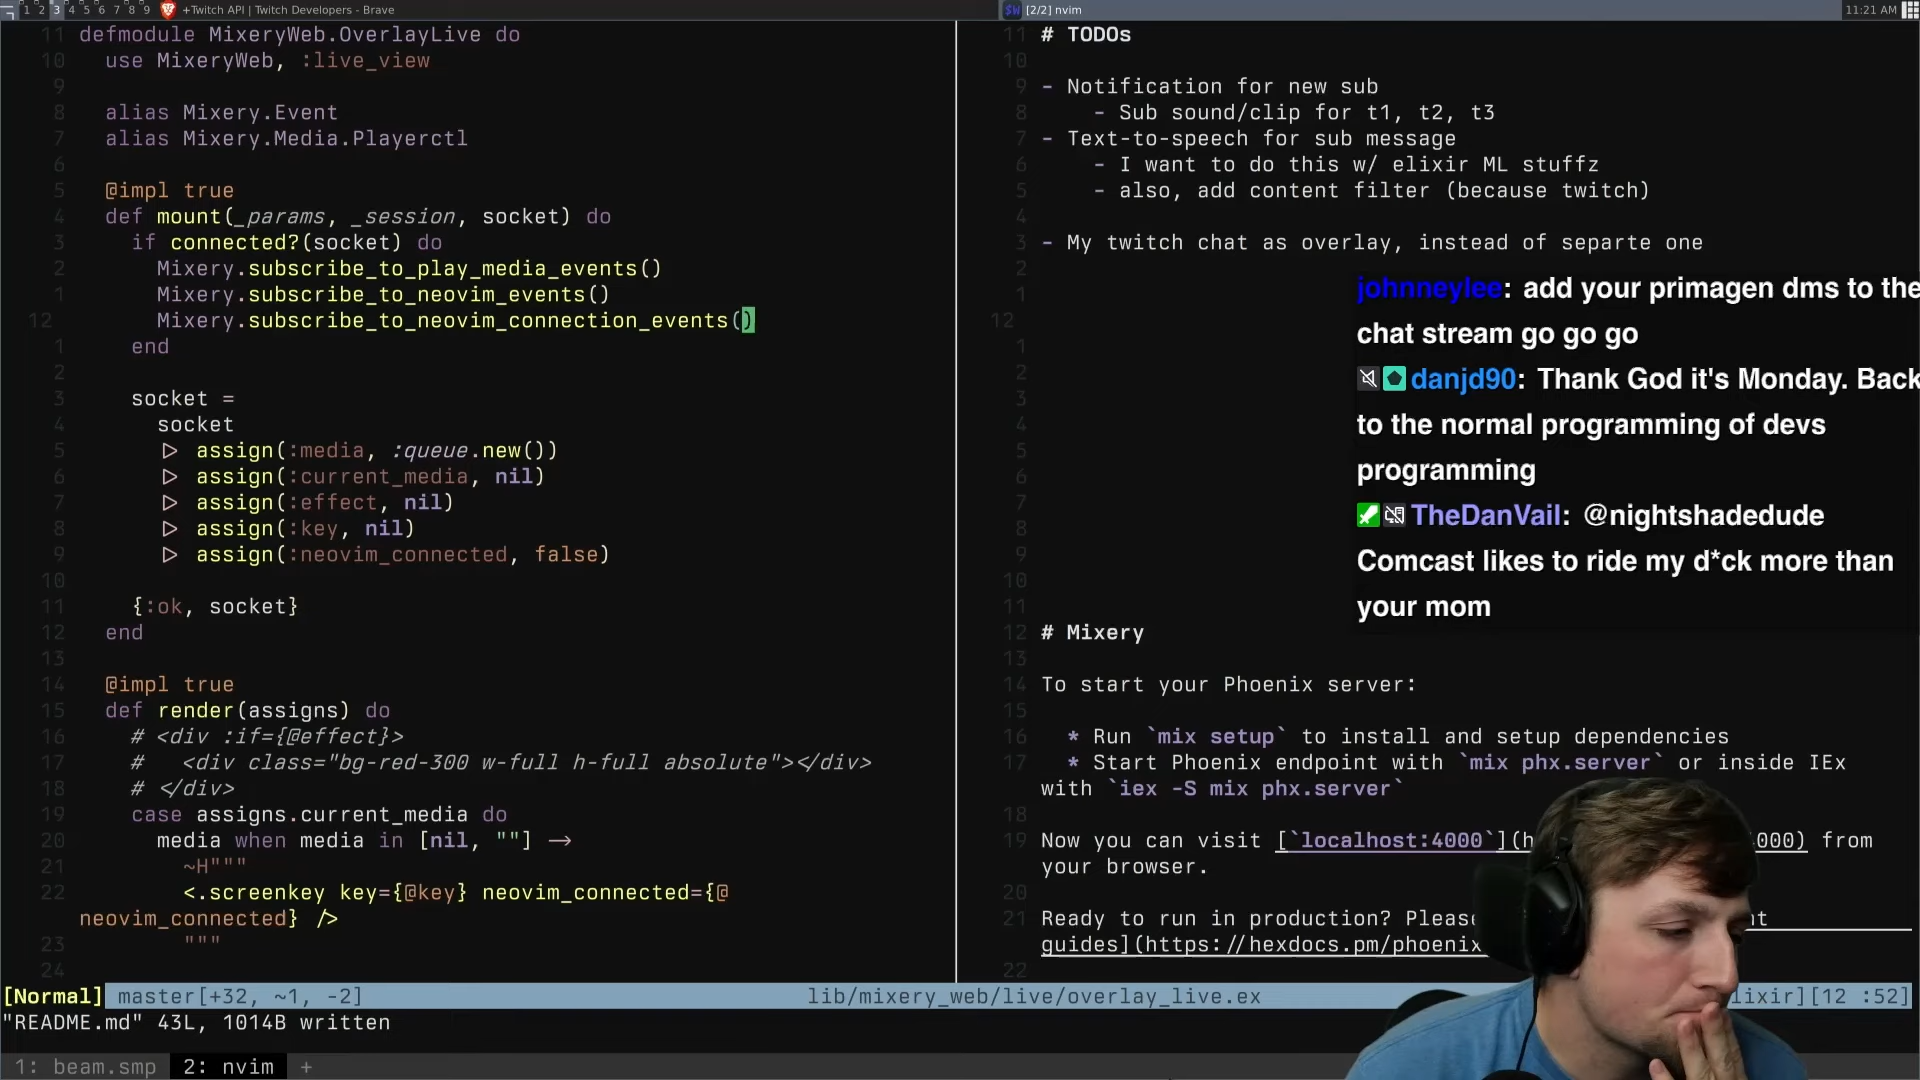 1 2 3 4 5 6 7 8 9 +Twitch API | Twitch Developers - Brave
[2/2] nvim
11:21 AM
11 defmodule MixeryWeb.OverlayLive do
10 use MixeryWeb, :live_view
9
8 alias Mixery.Event
7 alias Mixery.Media.Playerctl
6
5 @impl true
4 def mount(_params, _session, socket) do
3 if connected?(socket) do
2 Mixery.subscribe_to_play_media_events()
1 Mixery.subscribe_to_neovim_events()
12 Mixery.subscribe_to_neovim_connection_events()
1 end
2
3 socket =
4 socket
5 |> assign(:media, :queue.new())
6 |> assign(:current_media, nil)
7 |> assign(:effect, nil)
8 |> assign(:key, nil)
9 |> assign(:neovim_connected, false)
10
11 {:ok, socket}
12 end
13
14 @impl true
15 def render(assigns) do
16 # <div :if={@effect}>
17 # <div class="bg-red-300 w-full h-full absolute"></div>
18 # </div>
19 case assigns.current_media do
20 media when media in [nil, ""] ->
21 ~H"""
22 <.screenkey key={@key} neovim_connected={@
neovim_connected} />
23 """
24
11 # TODOs
10
9 - Notification for new sub
8 - Sub sound/clip for t1, t2, t3
7 - Text-to-speech for sub message
6 - I want to do this w/ elixir ML stuffz
5 - also, add content filter (because twitch)
4
3 - My twitch chat as overlay, instead of separte one
2
1
12
1
2
3
4
5
6
7
8
9
10
11
12 # Mixery
13
14 To start your Phoenix server:
15
16 * Run `mix setup` to install and setup dependencies
17 * Start Phoenix endpoint with `mix phx.server` or inside IEx
with `iex -S mix phx.server`
18
19 Now you can visit [`localhost:4000`](h 000) from
your browser.
20
21 Ready to run in production? Please t
guides](https://hexdocs.pm/phoenix
22
johnneylee: add your primagen dms to the
chat stream go go go
danjd90: Thank God it's Monday. Back
to the normal programming of devs
programming
TheDanVail: @nightshadedude
Comcast likes to ride my d*ck more than
your mom
[Normal] master[+32, ~1, -2] lib/mixery_web/live/overlay_live.ex lixir][12 :52]
"README.md" 43L, 1014B written
1: beam.smp 2: nvim +